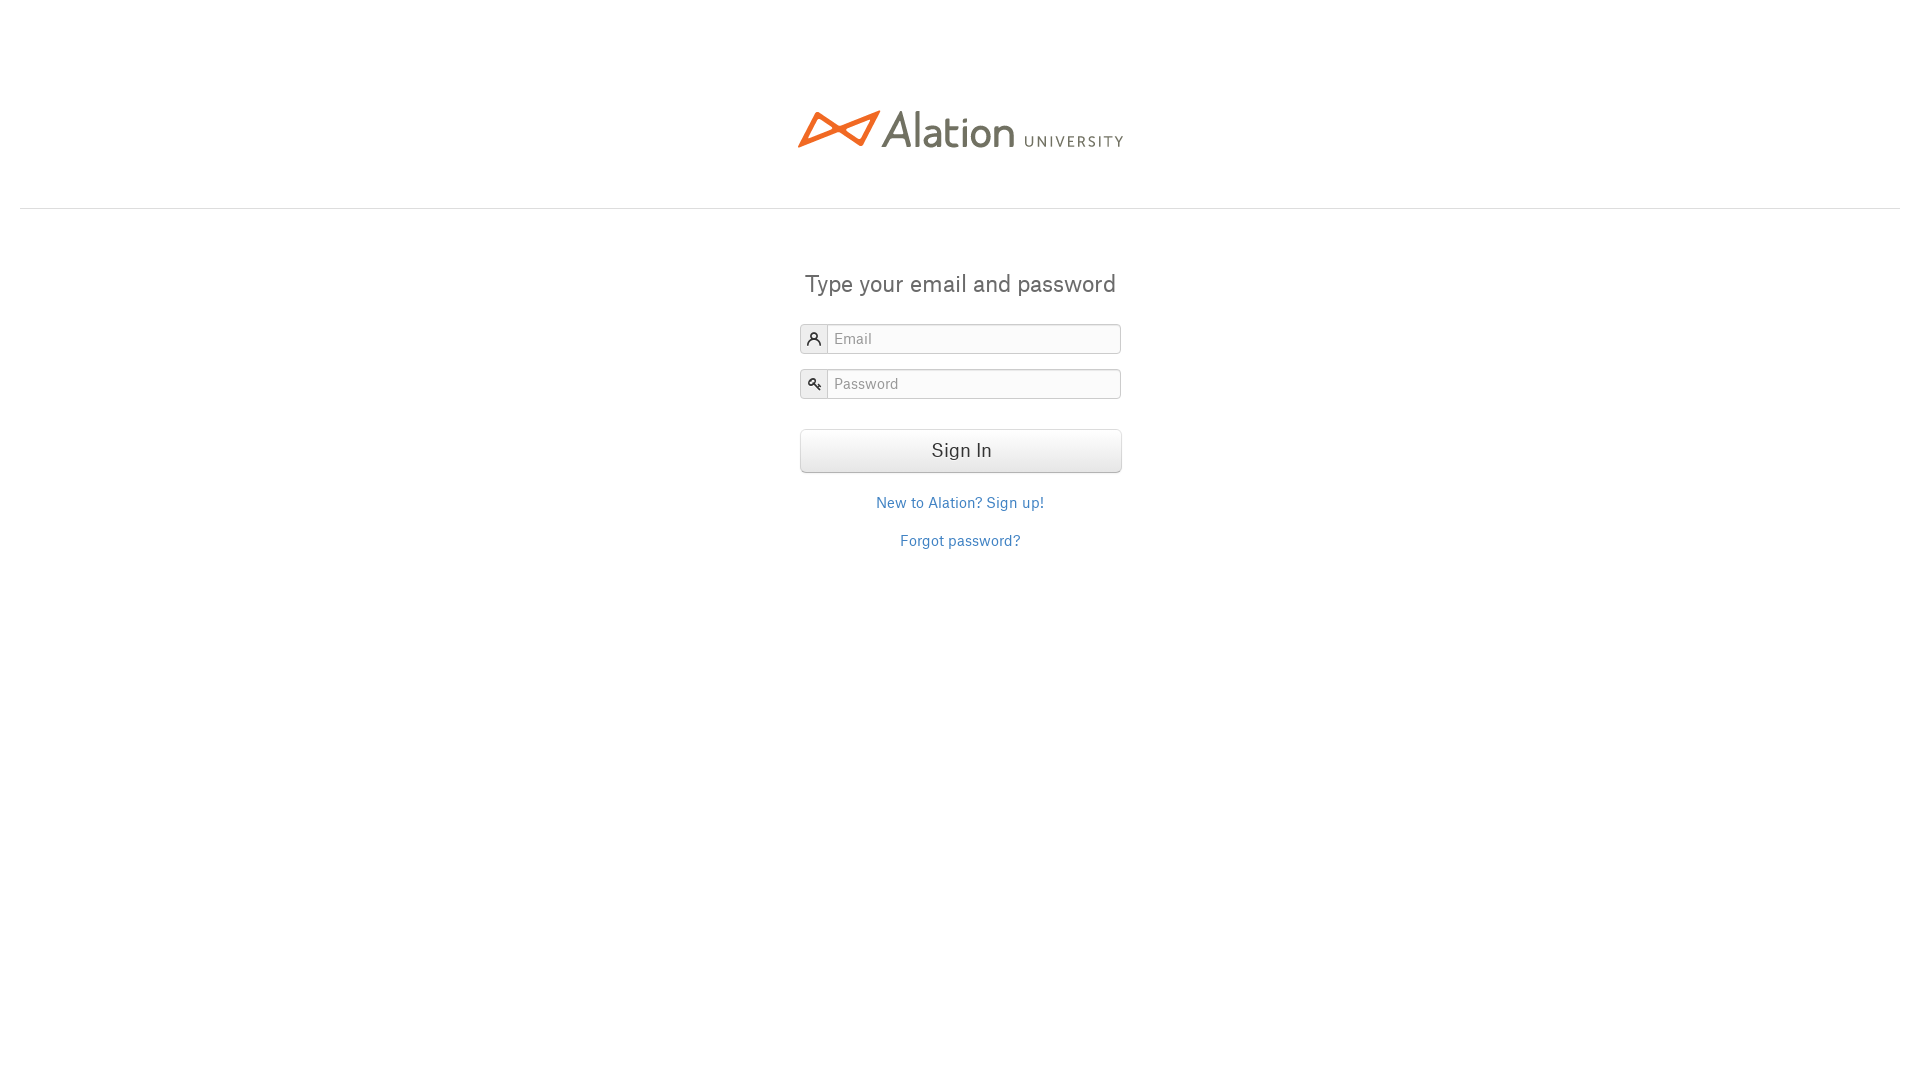 Alation UNIVERSITY
Type your email and password
Email
Password
Sign In
New to Alation? Sign up!
Forgot password?